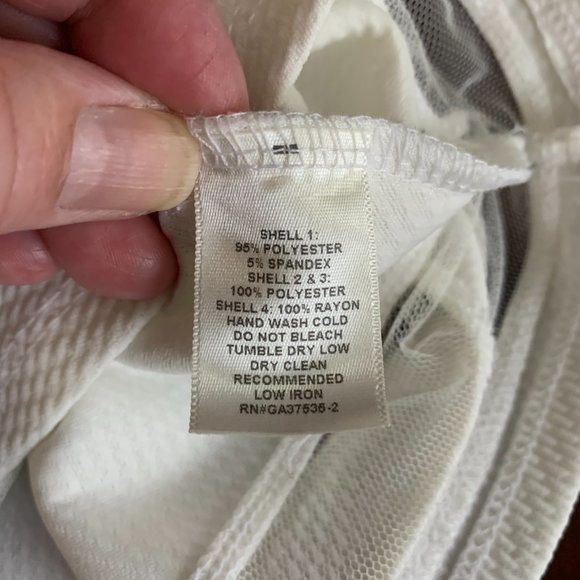 SHELL 1:
95% POLYESTER
5% SPANDEX
SHELL 2 & 3:
100% POLYESTER
SHELL 4: 100% RAYON
HAND WASH COLD
DO NOT BLEACH
TUMBLE DRY LOW
DRY CLEAN
RECOMMENDED
LOW IRON
RN#GA37535-2